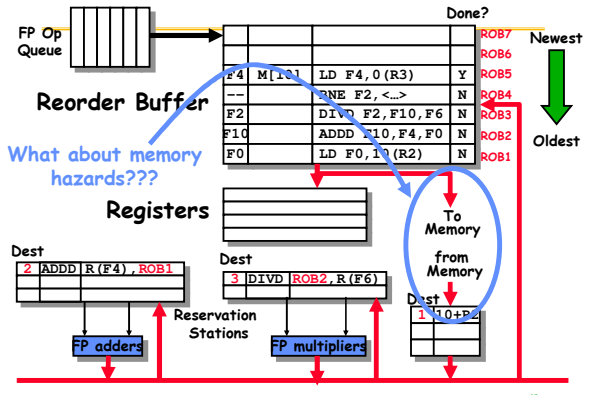 Done?
FP Op
Queue
ROB7
Newest
ROB6
F4 M[10] LD F4,0(R3) Y ROB5
-- BNE F2,<…> N ROB4
Reorder Buffer
F2 DIVD F2,F10,F6 N ROB3
F10 ADDD F10,F4,F0 N ROB2
Oldest
F0 LD F0,10(R2) N ROB1
What about memory
hazards???
Registers
To
Memory
from
Memory
Dest
2 ADDD R(F4),ROB1
Dest
3 DIVD ROB2,R(F6)
Dest
1 10+R2
Reservation
Stations
FP adders
FP multipliers